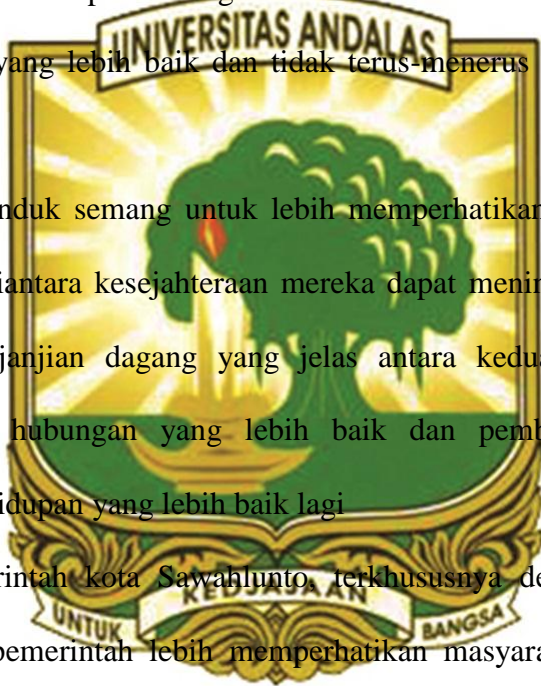 UNIVERSITAS ANDALAS
yang lebih baik dan tidak terus-menerus
nduk semang untuk lebih memperhatikan
iantara kesejahteraan mereka dapat menin
janjian dagang yang jelas antara kedua
hubungan yang lebih baik dan pemb
idupan yang lebih baik lagi
rintah kota Sawahlunto, terkhususnya de
KEDJAJAAN
UNTUK BANGSA
pemerintah lebih memperhatikan masyara